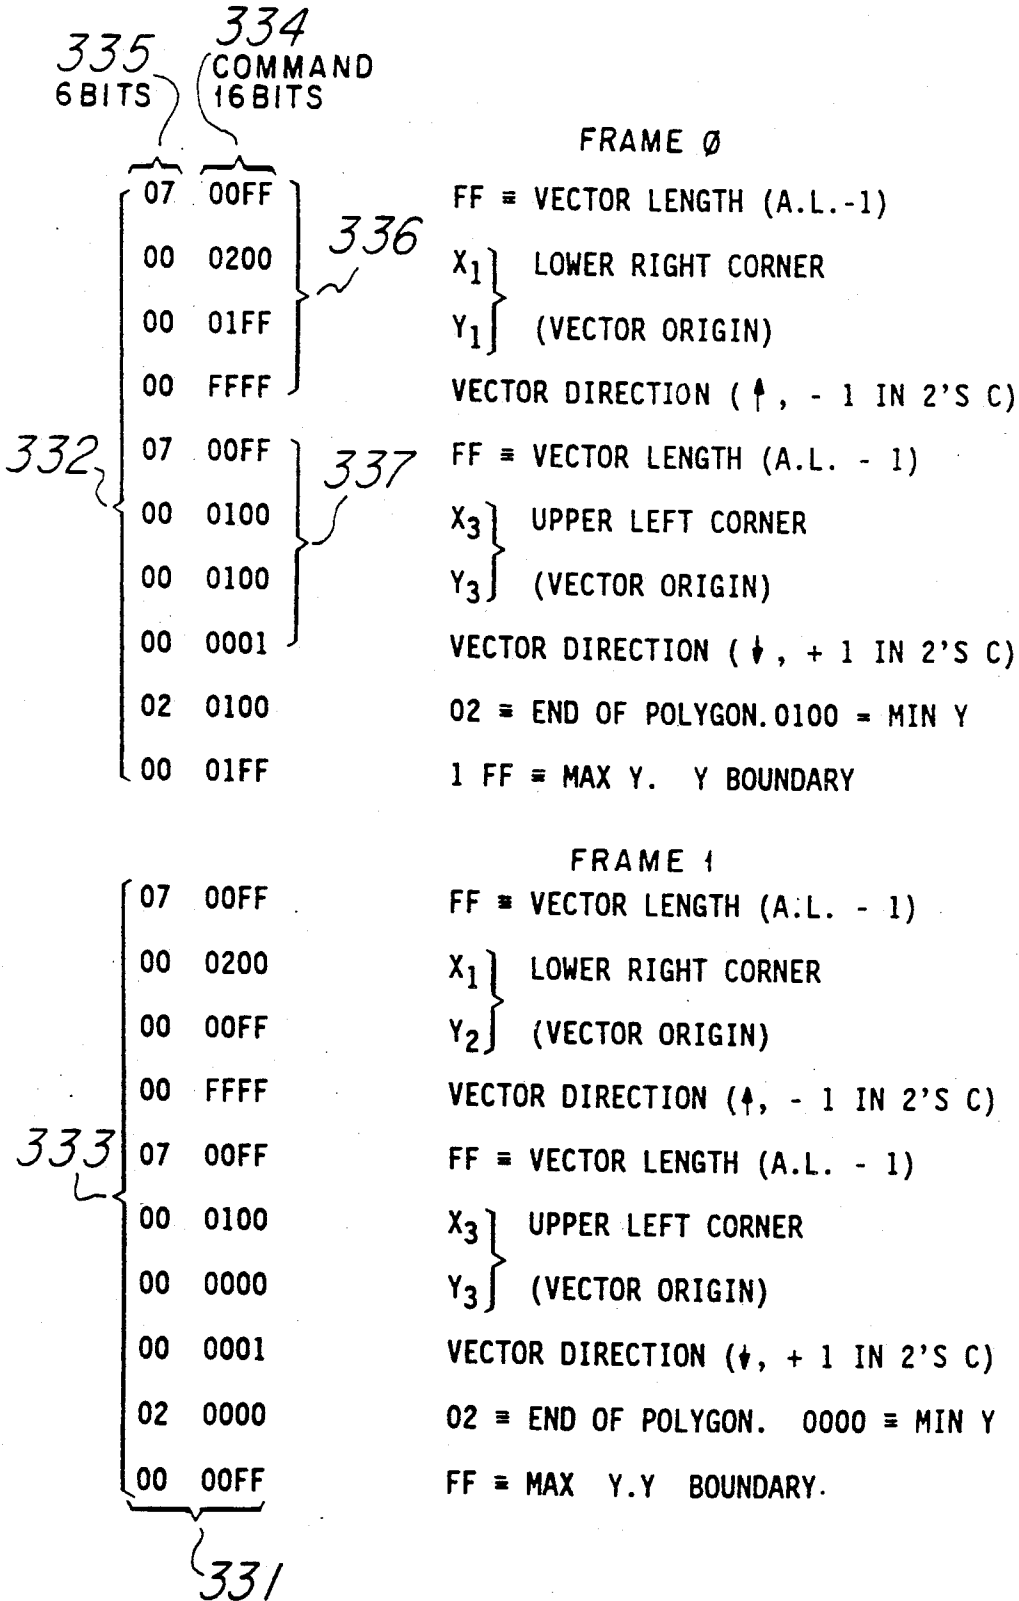 335 334
6 BITS COMMAND
16 BITS
FRAME Ø
07 00FF FF ≡ VECTOR LENGTH (A.L.-1)
336
00 0200 X1 LOWER RIGHT CORNER
00 01FF Y1 (VECTOR ORIGIN)
00 FFFF VECTOR DIRECTION (↑, - 1 IN 2'S C)
332 07 00FF 337 FF ≡ VECTOR LENGTH (A.L. - 1)
00 0100 X3 UPPER LEFT CORNER
00 0100 Y3 (VECTOR ORIGIN)
00 0001 VECTOR DIRECTION (↓, + 1 IN 2'S C)
02 0100 02 ≡ END OF POLYGON. 0100 = MIN Y
00 01FF 1 FF ≡ MAX Y. Y BOUNDARY
FRAME 1
07 00FF FF ≡ VECTOR LENGTH (A.L. - 1)
00 0200 X1 LOWER RIGHT CORNER
00 00FF Y2 (VECTOR ORIGIN)
00 FFFF VECTOR DIRECTION (↑, - 1 IN 2'S C)
333 07 00FF FF ≡ VECTOR LENGTH (A.L. - 1)
00 0100 X3 UPPER LEFT CORNER
00 0000 Y3 (VECTOR ORIGIN)
00 0001 VECTOR DIRECTION (↓, + 1 IN 2'S C)
02 0000 02 ≡ END OF POLYGON. 0000 ≡ MIN Y
00 00FF FF ≡ MAX Y.Y BOUNDARY.
331